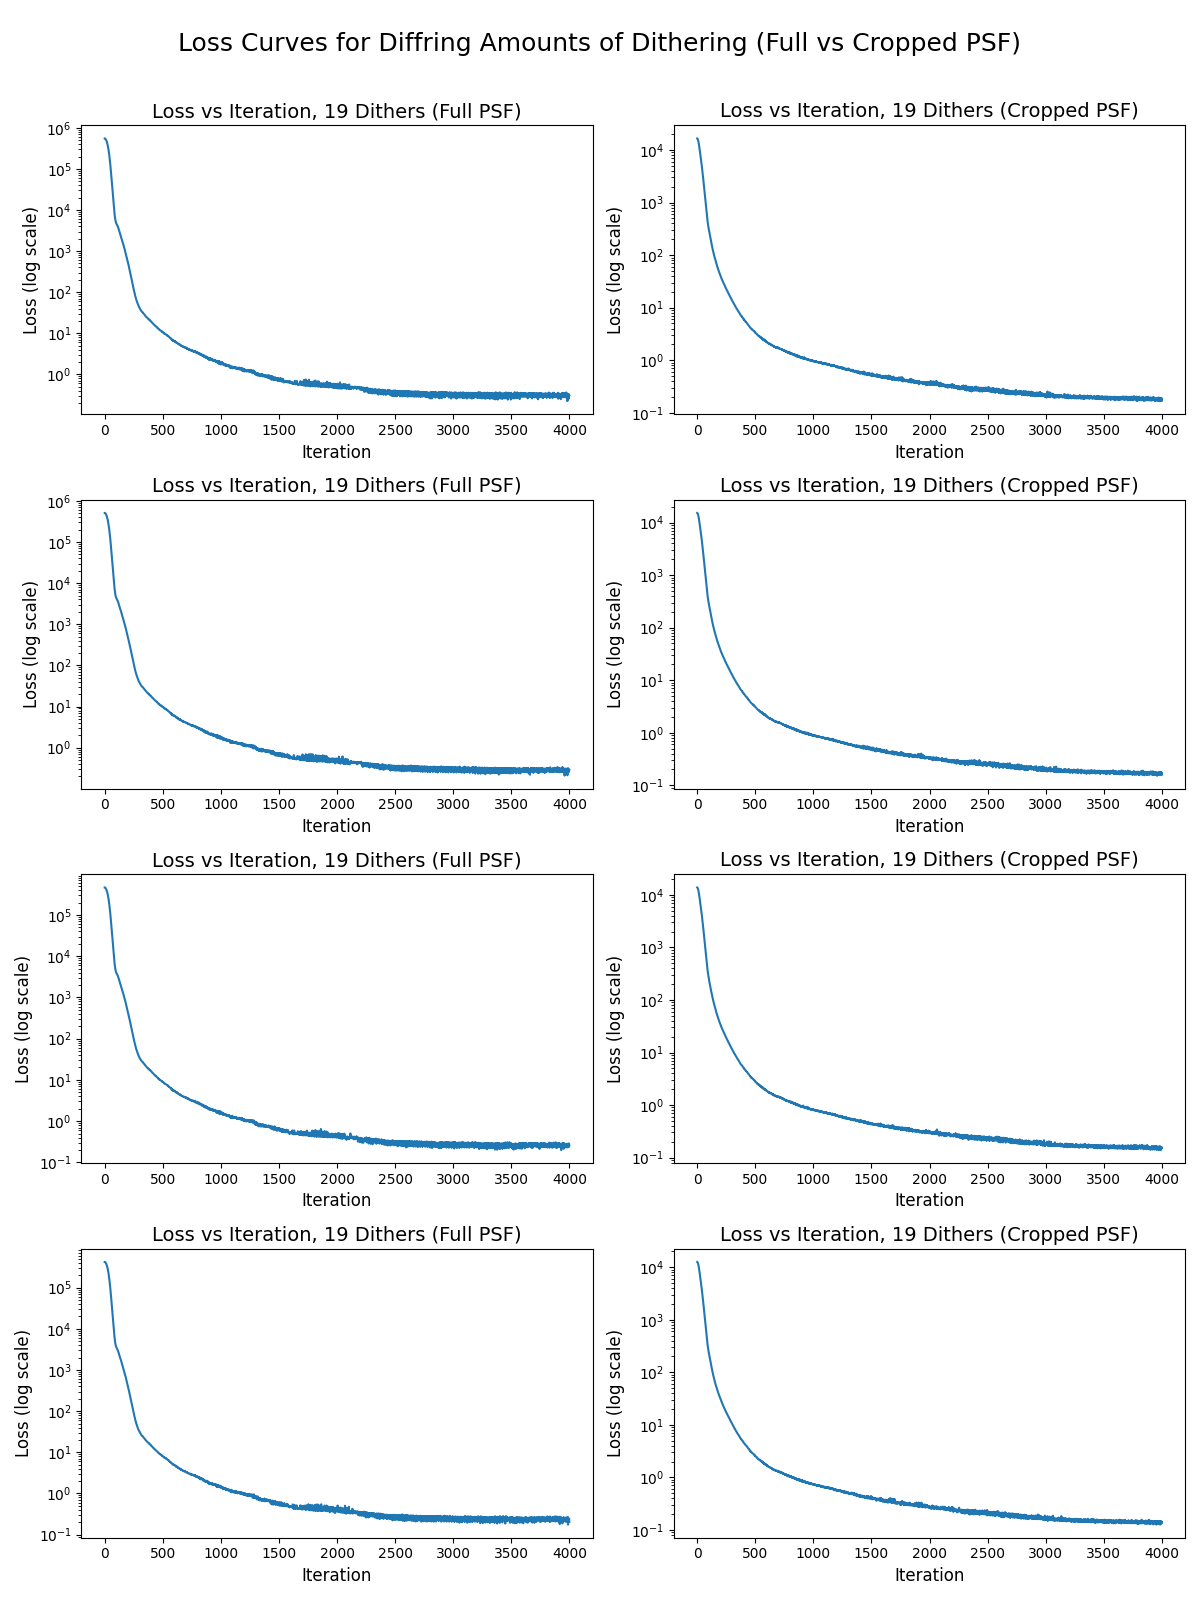 Loss Curves for Diffring Amounts of Dithering (Full vs Cropped PSF)
Loss vs Iteration, 19 Dithers (Full PSF)
Loss (log scale)
10^6
10^5
10^4
10^3
10^2
10^1
10^0
0 500 1000 1500 2000 2500 3000 3500 4000
Iteration
Loss vs Iteration, 19 Dithers (Cropped PSF)
Loss (log scale)
10^4
10^3
10^2
10^1
10^0
10^−1
0 500 1000 1500 2000 2500 3000 3500 4000
Iteration
Loss vs Iteration, 19 Dithers (Full PSF)
Loss (log scale)
10^6
10^5
10^4
10^3
10^2
10^1
10^0
0 500 1000 1500 2000 2500 3000 3500 4000
Iteration
Loss vs Iteration, 19 Dithers (Cropped PSF)
Loss (log scale)
10^4
10^3
10^2
10^1
10^0
10^−1
0 500 1000 1500 2000 2500 3000 3500 4000
Iteration
Loss vs Iteration, 19 Dithers (Full PSF)
Loss (log scale)
10^5
10^4
10^3
10^2
10^1
10^0
10^−1
0 500 1000 1500 2000 2500 3000 3500 4000
Iteration
Loss vs Iteration, 19 Dithers (Cropped PSF)
Loss (log scale)
10^4
10^3
10^2
10^1
10^0
10^−1
0 500 1000 1500 2000 2500 3000 3500 4000
Iteration
Loss vs Iteration, 19 Dithers (Full PSF)
Loss (log scale)
10^5
10^4
10^3
10^2
10^1
10^0
10^−1
0 500 1000 1500 2000 2500 3000 3500 4000
Iteration
Loss vs Iteration, 19 Dithers (Cropped PSF)
Loss (log scale)
10^4
10^3
10^2
10^1
10^0
10^−1
0 500 1000 1500 2000 2500 3000 3500 4000
Iteration